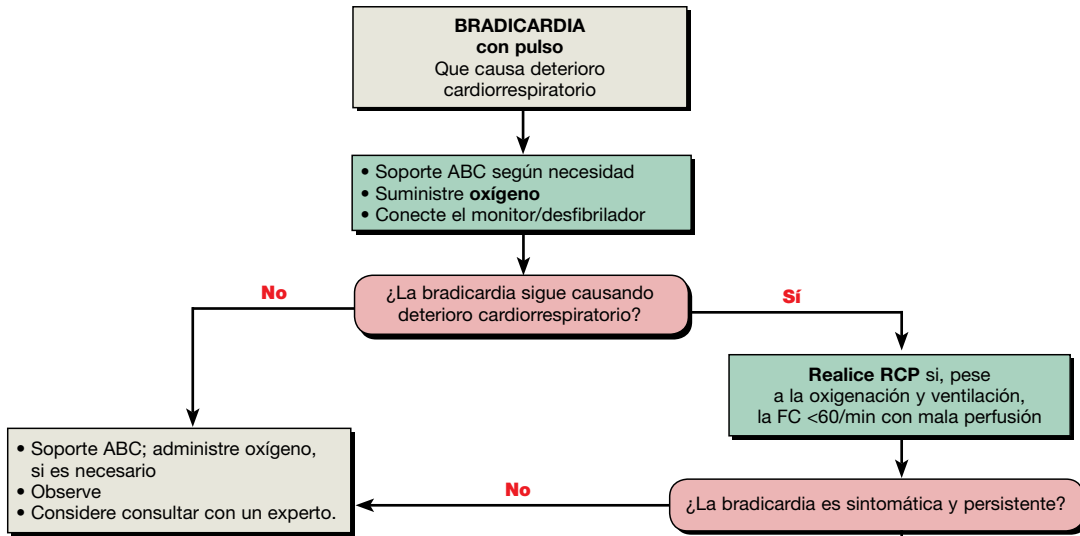 BRADICARDIA
con pulso
Que causa deterioro
cardiorrespiratorio
• Soporte ABC según necesidad
• Suministre oxígeno
• Conecte el monitor/desfibrilador
¿La bradicardia sigue causando
deterioro cardiorrespiratorio?
No
Sí
Realice RCP si, pese
a la oxigenación y ventilación,
la FC <60/min con mala perfusión
• Soporte ABC; administre oxígeno,
si es necesario
• Observe
• Considere consultar con un experto.
No
¿La bradicardia es sintomática y persistente?